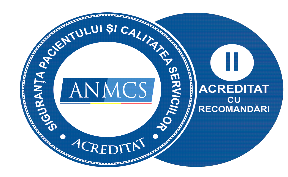 SIGURANȚA PACIENTULUI ȘI CALITATEA SERVICIILOR
ANMCS
ACREDITAT
II
ACREDITAT
CU
RECOMANDARI